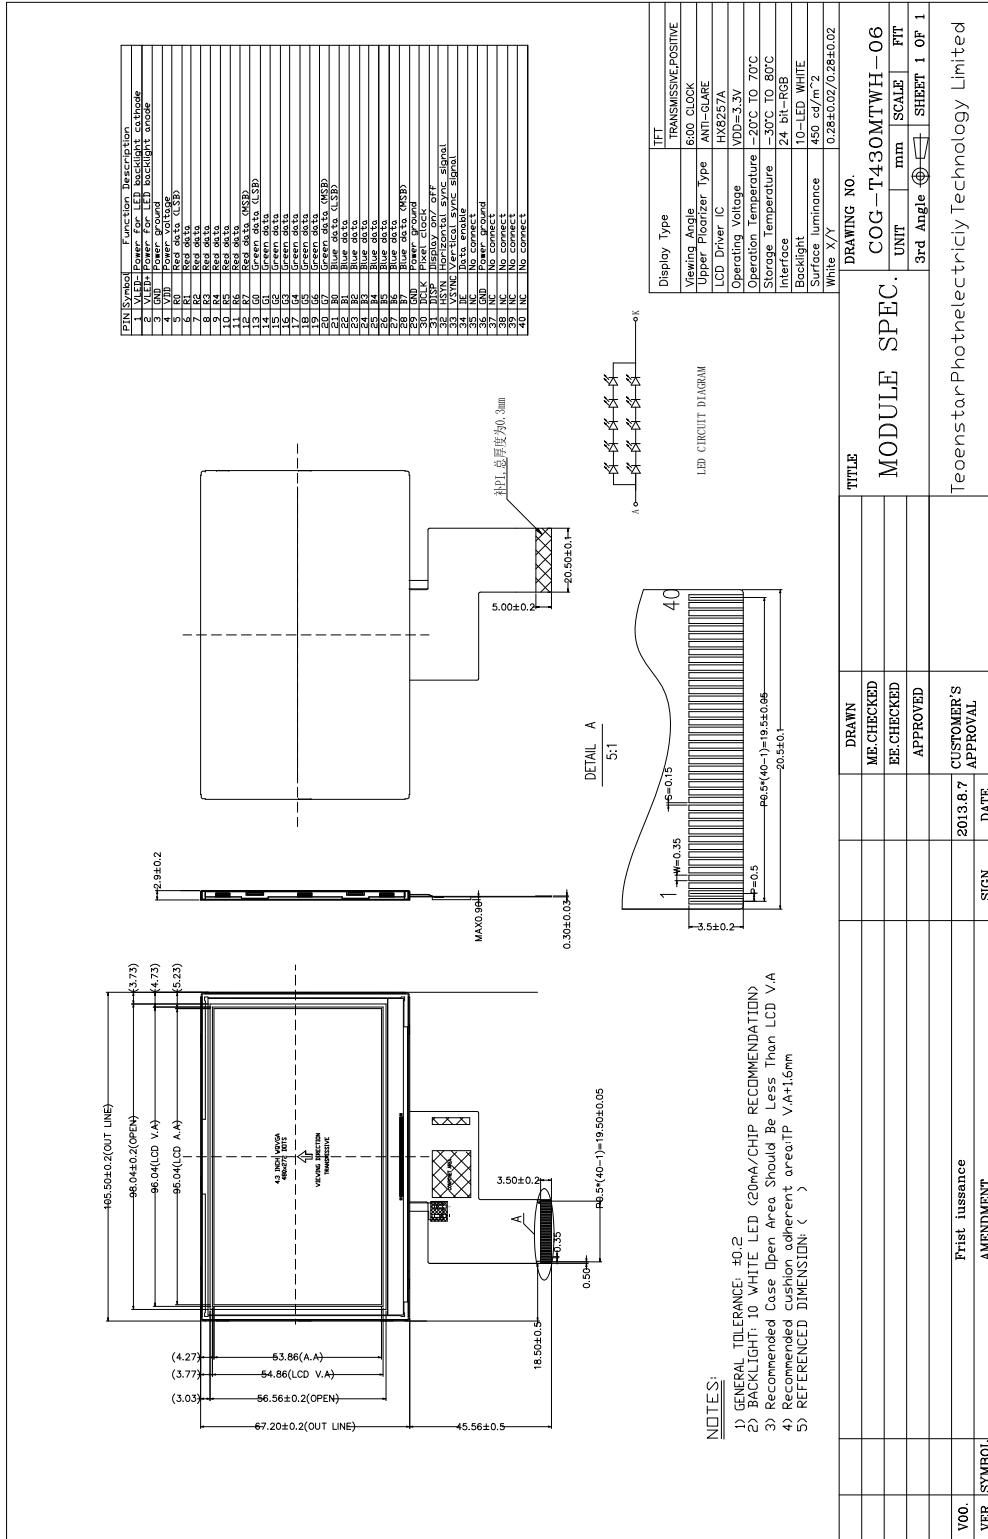 PIN Symbol Function Description
1 VLED- Power for LED backlight cathode
2 VLED+ Power for LED backlight anode
3 GND Power ground
4 VDD Power voltage
5 R0 Red data (LSB)
6 R1 Red data
7 R2 Red data
8 R3 Red data
9 R4 Red data
10 R5 Red data
11 R6 Red data
12 R7 Red data (MSB)
13 G0 Green data (LSB)
14 G1 Green data
15 G2 Green data
16 G3 Green data
17 G4 Green data
18 G5 Green data
19 G6 Green data
20 G7 Green data (MSB)
21 B0 Blue data (LSB)
22 B1 Blue data
23 B2 Blue data
24 B3 Blue data
25 B4 Blue data
26 B5 Blue data
27 B6 Blue data
28 B7 Blue data (MSB)
29 GND Power ground
30 DCLK Pixel clock
31 DISP Display on/ off
32 HSYN Horizontal sync signal
33 VSYNC Vertical sync signal
34 DE Data enable
35 NC No connect
36 GND Power ground
37 NC No connect
38 NC No connect
39 NC No connect
40 NC No connect
105.50±0.2(OUT LINE)
98.04±0.2(OPEN)
96.04(LCD V.A)
95.04(LCD A.A)
(3.73)
(4.73)
(5.23)
4.3 INCH WQVGA
480x272 DOTS
VIEWING DIRECTION
TRANSMISSIVE
(4.27)
53.86(A.A)
(3.77)
54.86(LCD V.A)
(3.03)
56.56±0.2(OPEN)
67.20±0.2(OUT LINE)
45.56±0.5
3.50±0.2
A
0.35
0.50
P0.5*(40-1)=19.50±0.05
18.50±0.5
2.9±0.2
MAX0.90
0.30±0.03
5.00±0.2
20.50±0.1
补PI,总厚度为0.3mm
DETAIL A
5:1
1
40
W=0.35
S=0.15
P=0.5
3.5±0.2
P0.5*(40-1)=19.5±0.05
20.5±0.1
A
K
LED CIRCUIT DIAGRAM
NOTES:
1) GENERAL TOLERANCE: ±0.2
2) BACKLIGHT: 10 WHITE LED (20mA/CHIP RECOMMENDATION)
3) Recommended Case Open Area Should Be Less Than LCD V.A
4) Recommended cushion adherent area:TP V.A+1.6mm
5) REFERENCED DIMENSION: ( )
Display Type TFT
TRANSMISSIVE,POSITIVE
Viewing Angle 6:00 CLOCK
Upper Ploarizer Type ANTI-GLARE
LCD Driver IC HX8257A
Operating Voltage VDD=3.3V
Operation Temperature -20°C TO 70°C
Storage Temperature -30°C TO 80°C
Interface 24 bit-RGB
Backlight 10-LED WHITE
Surface luminance 450 cd/m^2
White X/Y 0.28±0.02/0.28±0.02
DRAWN
ME.CHECKED
EE.CHECKED
APPROVED
CUSTOMER'S
APPROVAL
TITLE
MODULE SPEC.
DRAWING NO.
COG-T430MTWH-06
UNIT mm SCALE FIT
3rd Angle SHEET 1 OF 1
TeoenstarPhotnelectriciyTechnology Limited
V00. Frist iussance 2013.8.7
VER SYMBOL AMENDMENT SIGN DATE